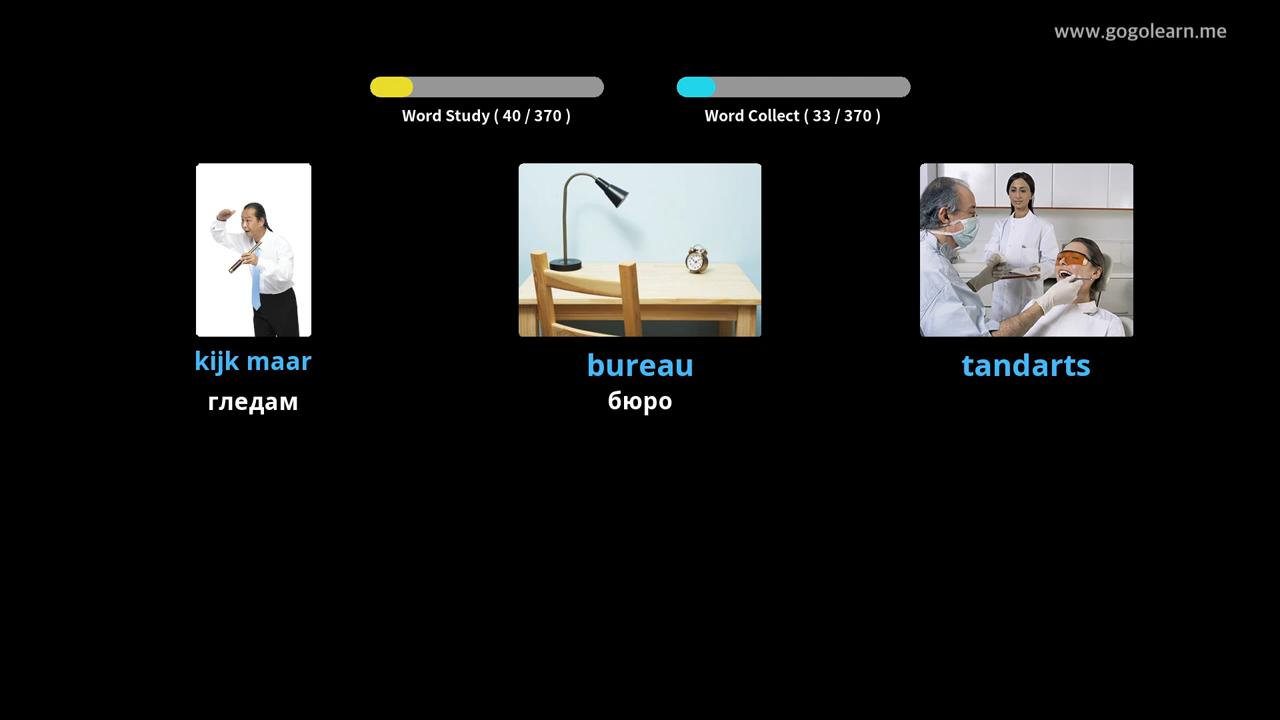 www.gogolearn.me
Word Study ( 40 / 370 )
Word Collect ( 33 / 370 )
kijk maar
гледам
bureau
бюро
tandarts